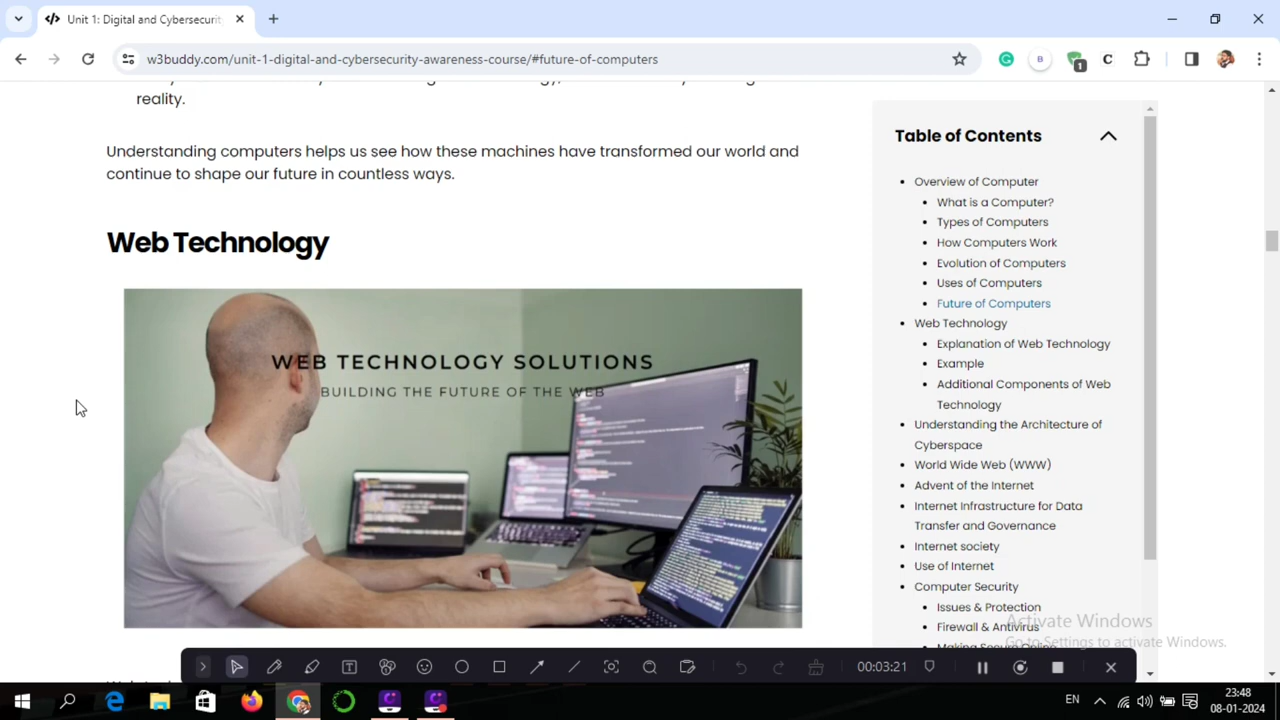 Unit 1: Digital and Cybersecurit
w3buddy.com/unit-1-digital-and-cybersecurity-awareness-course/#future-of-computers
B
1
C
reality.
Understanding computers helps us see how these machines have transformed our world and
continue to shape our future in countless ways.
Web Technology
WEB TECHNOLOGY SOLUTIONS
BUILDING THE FUTURE OF THE WEB
Table of Contents
Overview of Computer
What is a Computer?
Types of Computers
How Computers Work
Evolution of Computers
Uses of Computers
Future of Computers
Web Technology
Explanation of Web Technology
Example
Additional Components of Web
Technology
Understanding the Architecture of
Cyberspace
World Wide Web (WWW)
Advent of the Internet
Internet Infrastructure for Data
Transfer and Governance
Internet society
Use of Internet
Computer Security
Issues & Protection
Firewall & Antivirus
Activate Windows
Go to Settings to activate Windows.
00:03:21
EN
23:48
08-01-2024